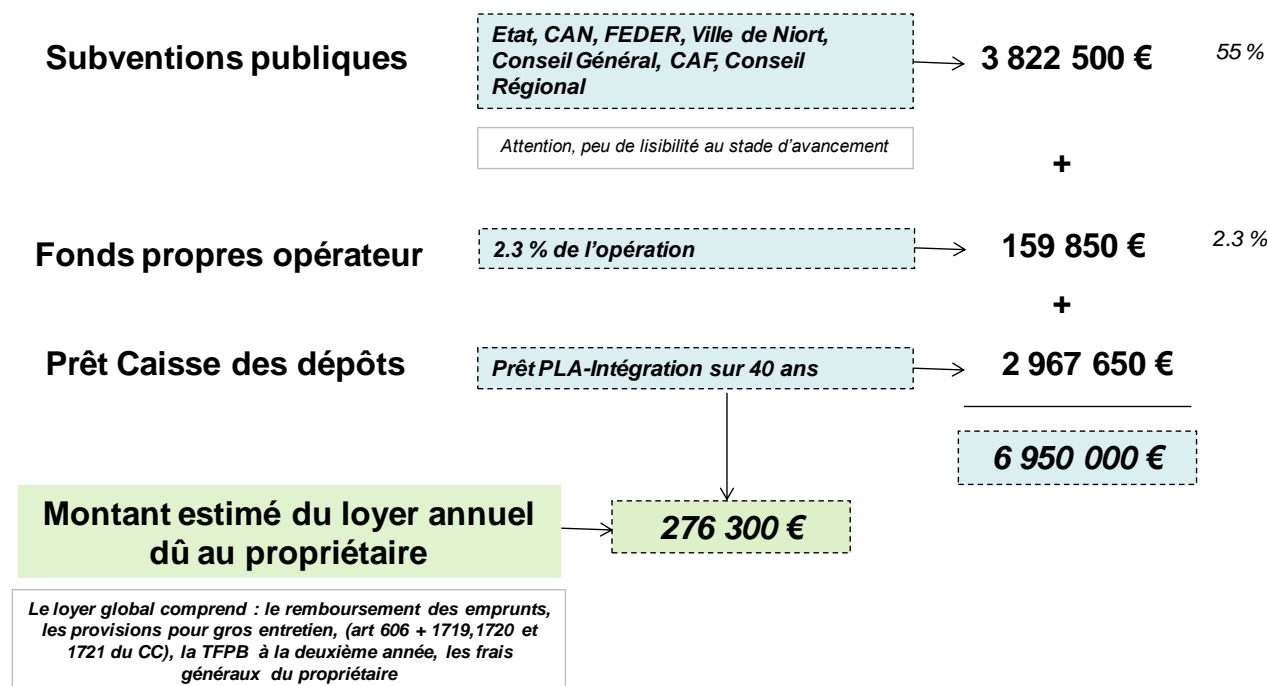 Subventions publiques
Etat, CAN, FEDER, Ville de Niort,
Conseil Général, CAF, Conseil
Régional
3 822 500 €
55 %
Attention, peu de lisibilité au stade d'avancement
+
Fonds propres opérateur
2.3 % de l'opération
159 850 €
2.3 %
+
Prêt Caisse des dépôts
Prêt PLA-Intégration sur 40 ans
2 967 650 €
6 950 000 €
Montant estimé du loyer annuel
dû au propriétaire
276 300 €
Le loyer global comprend : le remboursement des emprunts,
les provisions pour gros entretien, (art 606 + 1719,1720 et
1721 du CC), la TFPB à la deuxième année, les frais
généraux du propriétaire